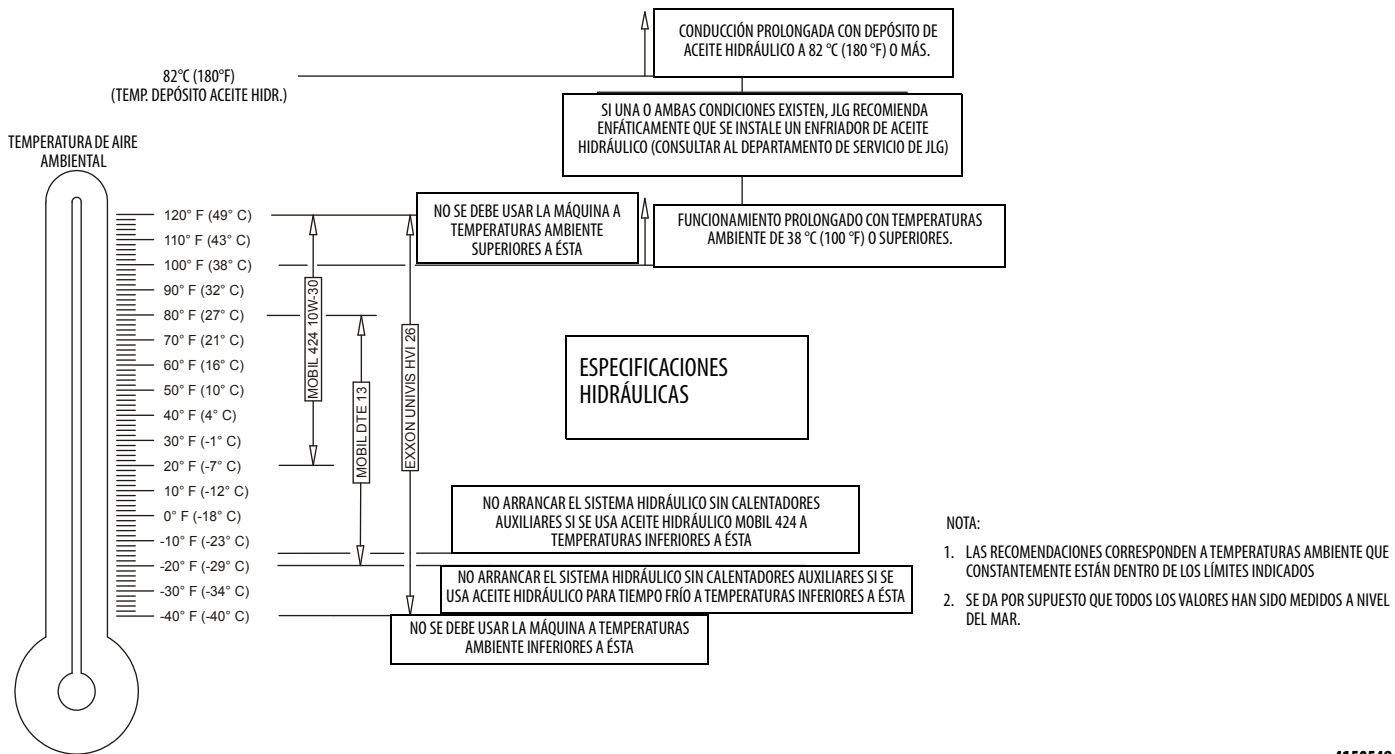 CONDUCCIÓN PROLONGADA CON DEPÓSITO DE
ACEITE HIDRÁULICO A 82 °C (180 °F) O MÁS.
82°C (180°F)
(TEMP. DEPÓSITO ACEITE HIDR.)
SI UNA O AMBAS CONDICIONES EXISTEN, JLG RECOMIENDA
ENFÁTICAMENTE QUE SE INSTALE UN ENFRIADOR DE ACEITE
HIDRÁULICO (CONSULTAR AL DEPARTAMENTO DE SERVICIO DE JLG)
TEMPERATURA DE AIRE
AMBIENTAL
NO SE DEBE USAR LA MÁQUINA A
TEMPERATURAS AMBIENTE
SUPERIORES A ÉSTA
FUNCIONAMIENTO PROLONGADO CON TEMPERATURAS
AMBIENTE DE 38 °C (100 °F) O SUPERIORES.
120° F (49° C)
110° F (43° C)
100° F (38° C)
90° F (32° C)
80° F (27° C)
70° F (21° C)
60° F (16° C)
50° F (10° C)
40° F (4° C)
30° F (-1° C)
20° F (-7° C)
10° F (-12° C)
0° F (-18° C)
-10° F (-23° C)
-20° F (-29° C)
-30° F (-34° C)
-40° F (-40° C)
MOBIL 424 10W-30
MOBIL DTE 13
EXXON UNIVIS HVI 26
ESPECIFICACIONES
HIDRÁULICAS
NO ARRANCAR EL SISTEMA HIDRÁULICO SIN CALENTADORES
AUXILIARES SI SE USA ACEITE HIDRÁULICO MOBIL 424 A
TEMPERATURAS INFERIORES A ÉSTA
NO ARRANCAR EL SISTEMA HIDRÁULICO SIN CALENTADORES AUXILIARES SI SE
USA ACEITE HIDRÁULICO PARA TIEMPO FRÍO A TEMPERATURAS INFERIORES A ÉSTA
NO SE DEBE USAR LA MÁQUINA A TEMPERATURAS
AMBIENTE INFERIORES A ÉSTA
NOTA:
1. LAS RECOMENDACIONES CORRESPONDEN A TEMPERATURAS AMBIENTE QUE
CONSTANTEMENTE ESTÁN DENTRO DE LOS LÍMITES INDICADOS
2. SE DA POR SUPUESTO QUE TODOS LOS VALORES HAN SIDO MEDIDOS A NIVEL
DEL MAR.